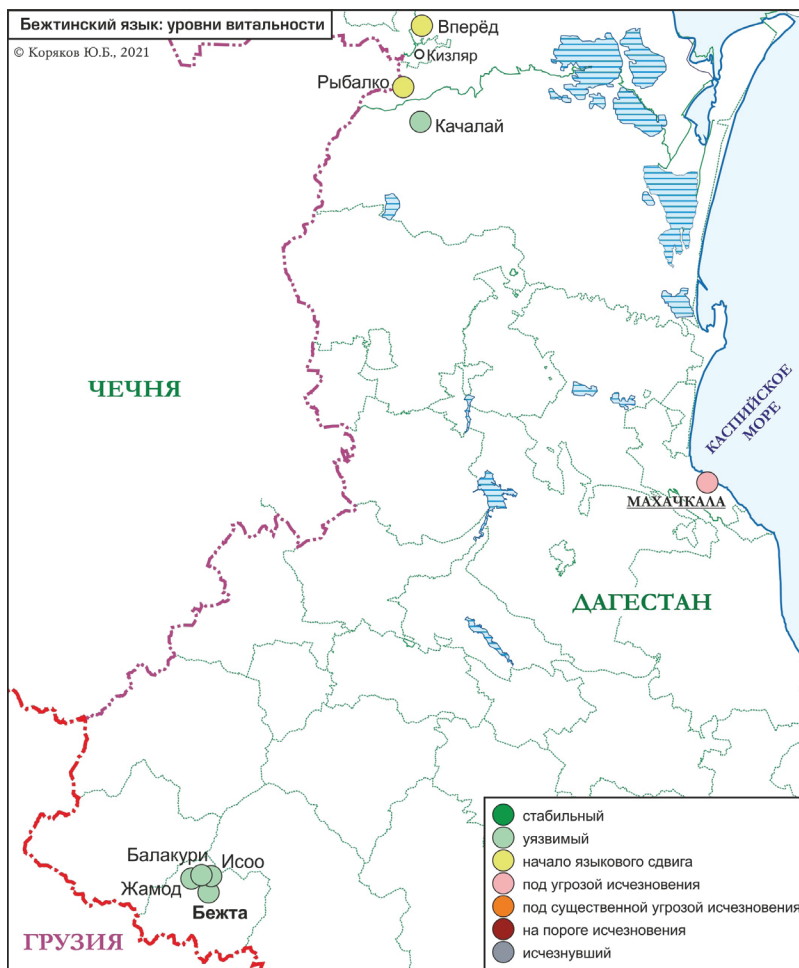 Бежтинский язык: уровни витальности
© Коряков Ю.Б., 2021
Вперёд
Кизляр
Рыбалко
Качалай
ЧЕЧНЯ
КАСПИЙСКОЕ
МОРЕ
МАХАЧКАЛА
ДАГЕСТАН
Балакури
Исоо
Жамод
Бежта
ГРУЗИЯ
стабильный
уязвимый
начало языкового сдвига
под угрозой исчезновения
под существенной угрозой исчезновения
на пороге исчезновения
исчезнувший